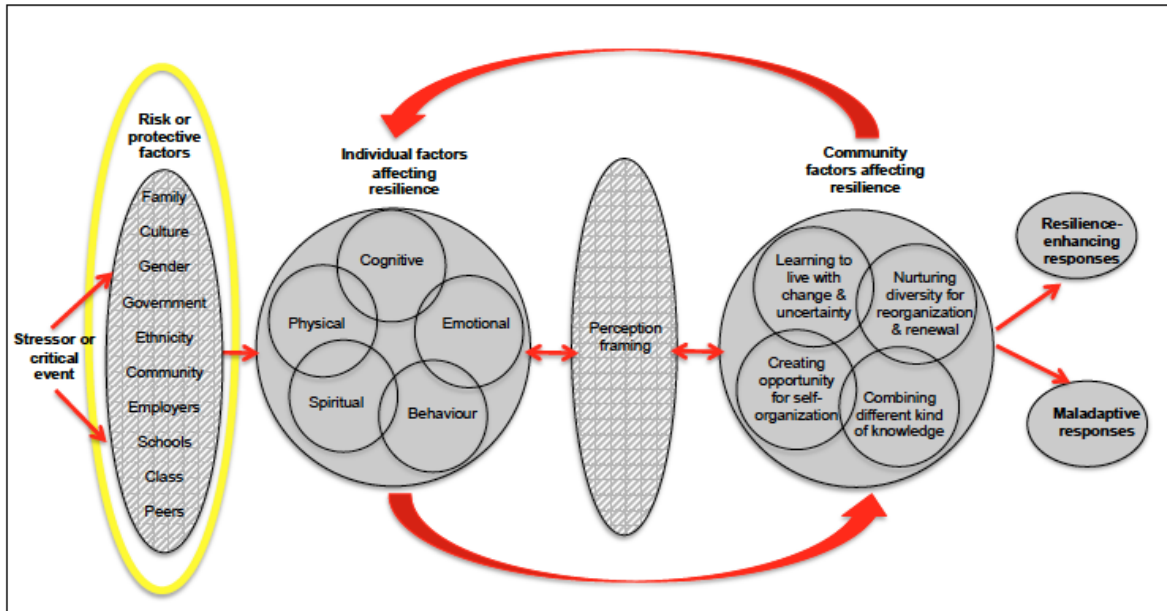 Risk or
protective
factors
Family
Culture
Gender
Government
Ethnicity
Community
Employers
Schools
Class
Peers
Stressor or
critical
event
Individual factors
affecting
resilience
Cognitive
Physical
Emotional
Spiritual
Behaviour
Perception
framing
Community
factors affecting
resilience
Learning to
live with
change &
uncertainty
Nurturing
diversity for
reorganization
& renewal
Creating
opportunity
for self-
organization
Combining
different kind
of knowledge
Resilience-
enhancing
responses
Maladaptive
responses